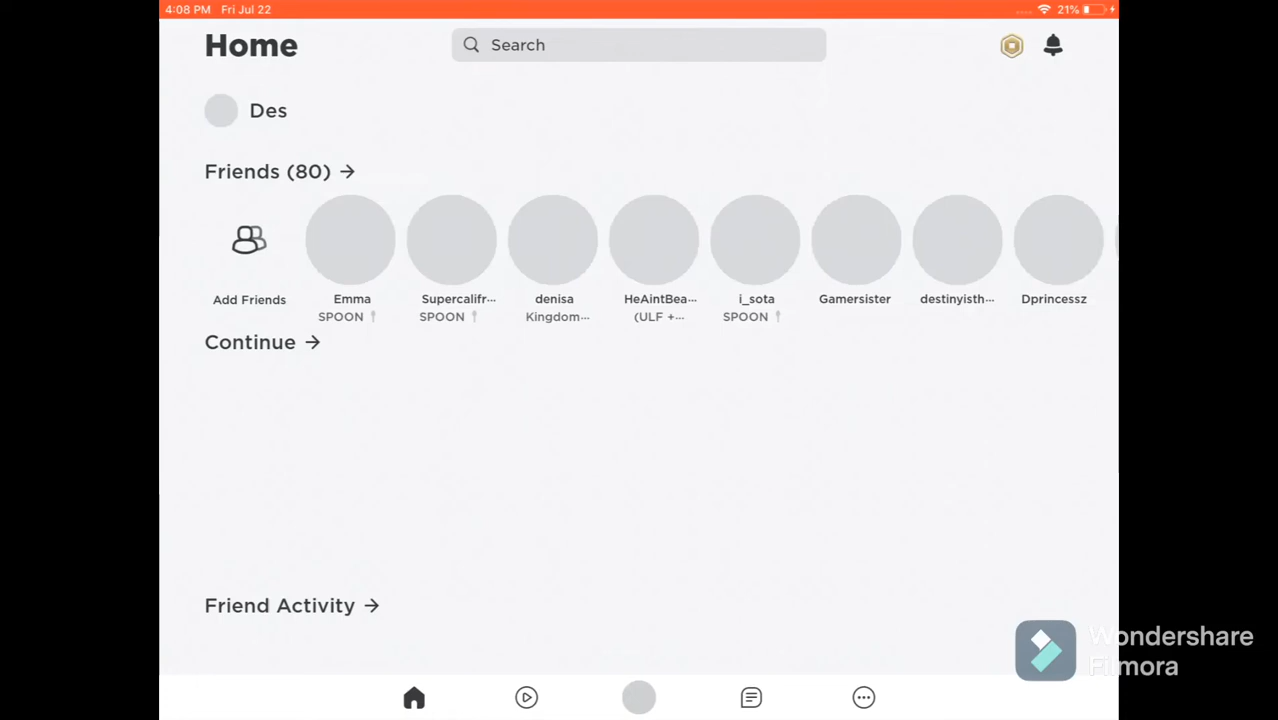 4:08 PM Fri Jul 22
21%
Home
Search
Des
Friends (80)
Add Friends
Emma
SPOON
Supercalifr...
SPOON
denisa
Kingdom...
HeAintBea...
(ULF +...
i_sota
SPOON
Gamersister
destinyisth...
Dprincessz
Continue
Friend Activity
Wondershare
Filmora